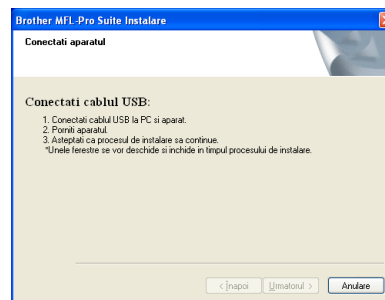 Brother MFL-Pro Suite Instalare
Conectati aparatul
Conectati cablul USB:
1. Conectati cablul USB la PC si aparat.
2. Porniti aparatul.
3. Asteptati ca procesul de instalare sa continue.
*Unele ferestre se vor deschide si inchide in timpul procesului de instalare.
< Înapoi Urmatorul > Anulare